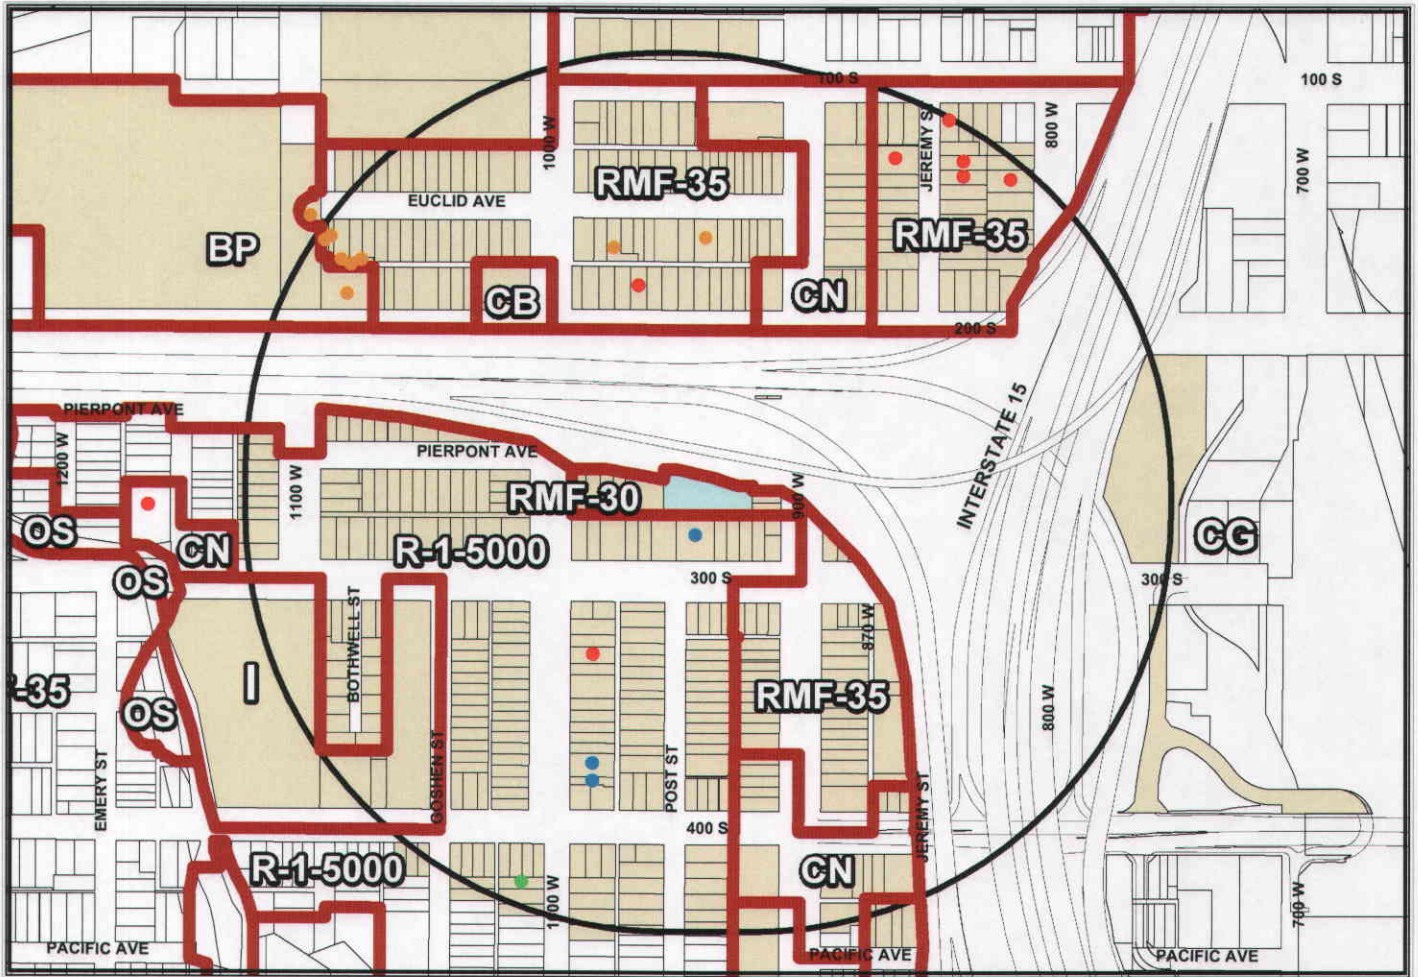 100 S
100 S
1000 W
JEREMY ST
800 W
700 W
RMF-35
EUCLID AVE
BP
RMF-35
CB
CN
200 S
PIERPONT AVE
INTERSTATE 15
1200 W
PIERPONT AVE
1100 W
RMF-30
900 W
OS
CN
R-1-5000
CG
OS
300 S
300 S
BOTHWELL ST
870 W
I
-35
RMF-35
OS
800 W
EMERY ST
GOSHEN ST
POST ST
JEREMY ST
400 S
R-1-5000
CN
1000 W
700 W
PACIFIC AVE
PACIFIC AVE
PACIFIC AVE